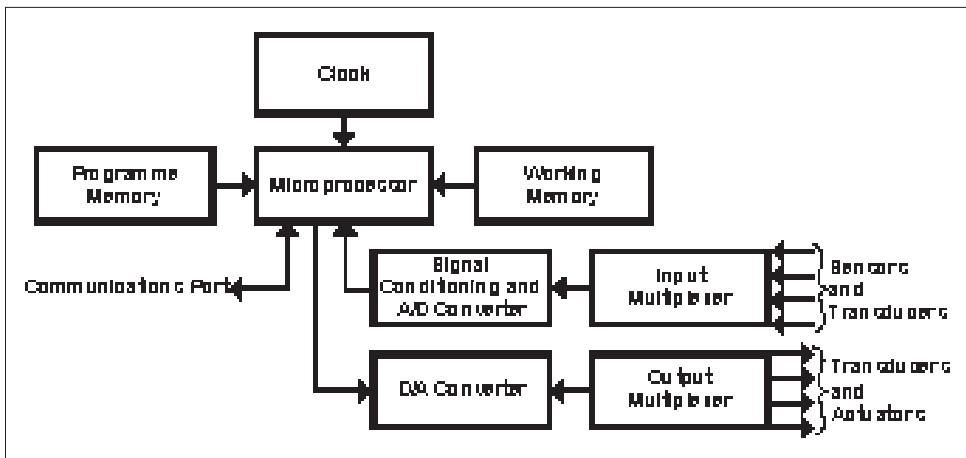 Clock
Programme
Memory
Microprocessor
Working
Memory
Communications Port
Signal
Conditioning and
A/D Converter
Input
Multiplexer
Sensors
and
Transducers
D/A Converter
Output
Multiplexer
Transducers
and
Actuators